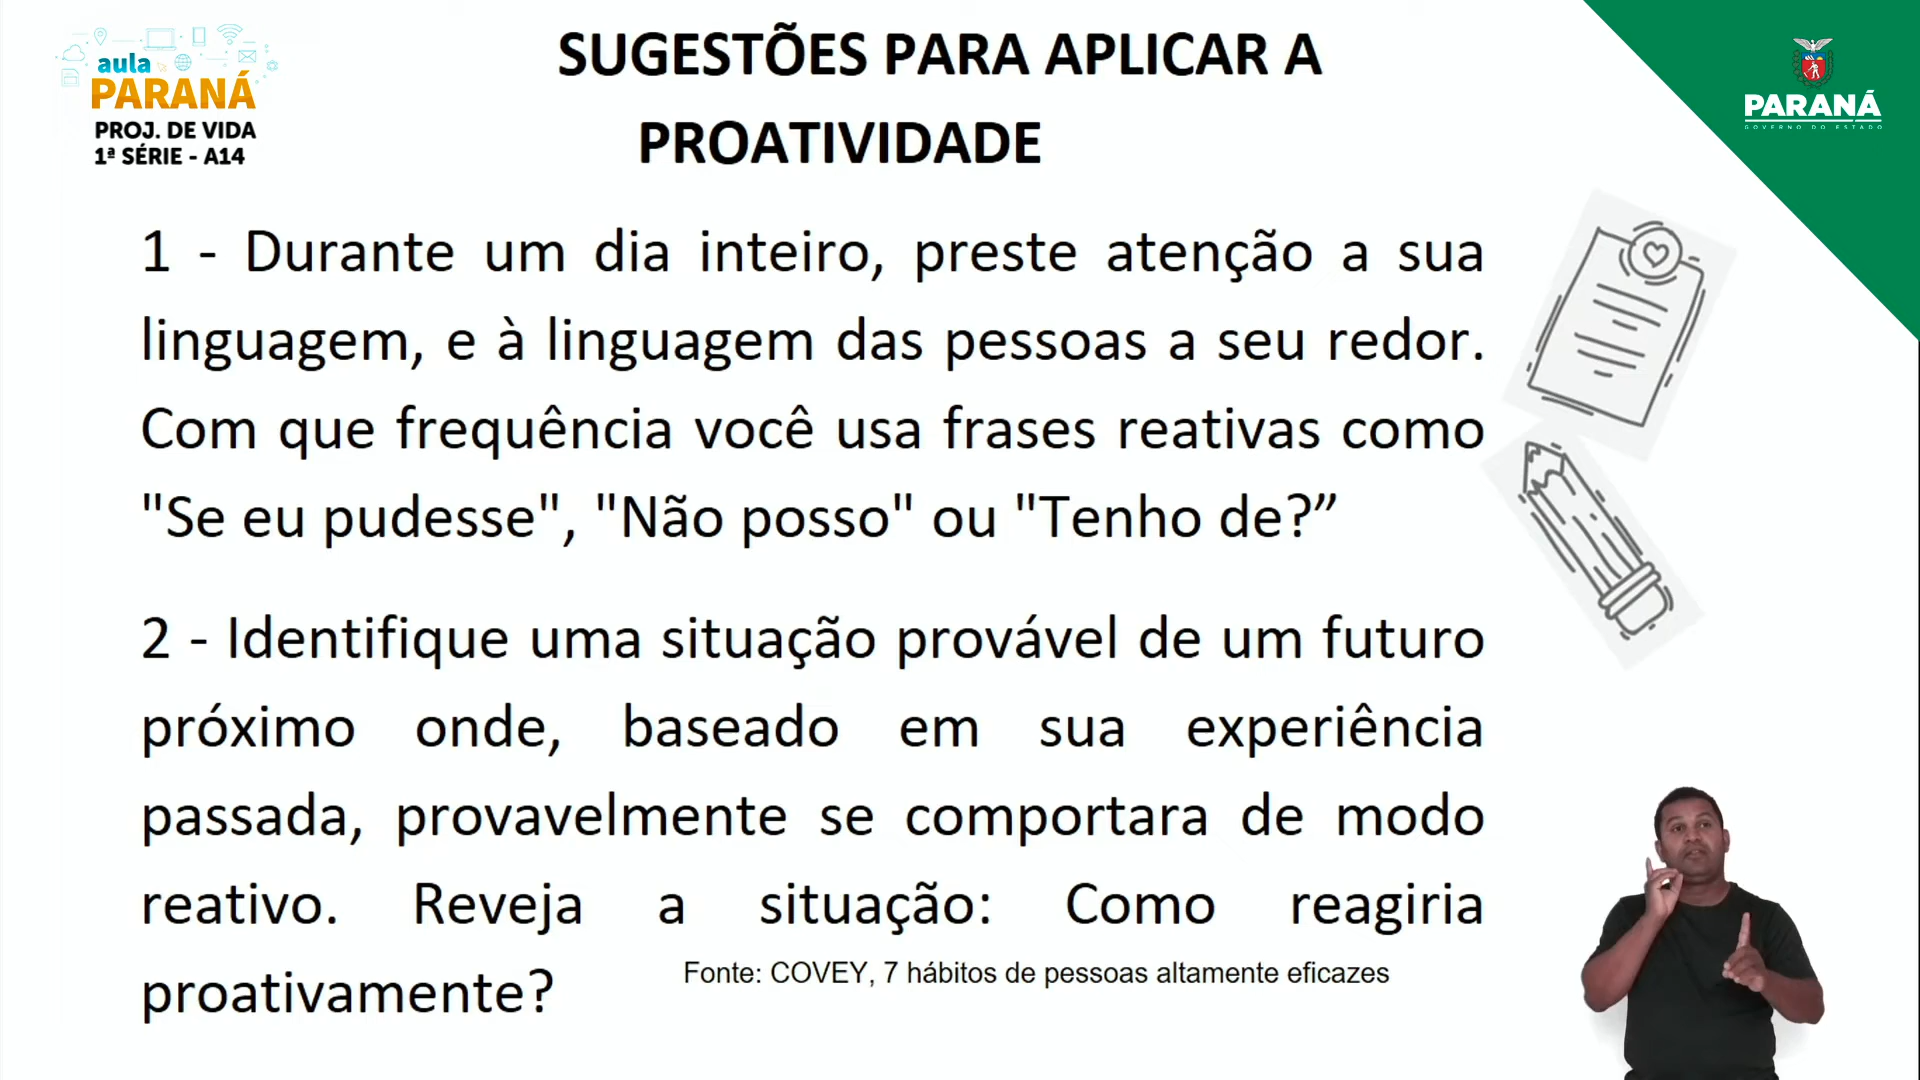 SUGESTÕES PARA APLICAR A
PROATIVIDADE
aula
PARANÁ
PROJ. DE VIDA
1ª SÉRIE - A14
PARANÁ
GOVERNO DO ESTADO
1 - Durante um dia inteiro, preste atenção a sua
linguagem, e à linguagem das pessoas a seu redor.
Com que frequência você usa frases reativas como
"Se eu pudesse", "Não posso" ou "Tenho de?”
2 - Identifique uma situação provável de um futuro
próximo onde, baseado em sua experiência
passada, provavelmente se comportara de modo
reativo. Reveja a situação: Como reagiria
proativamente?
Fonte: COVEY, 7 hábitos de pessoas altamente eficazes